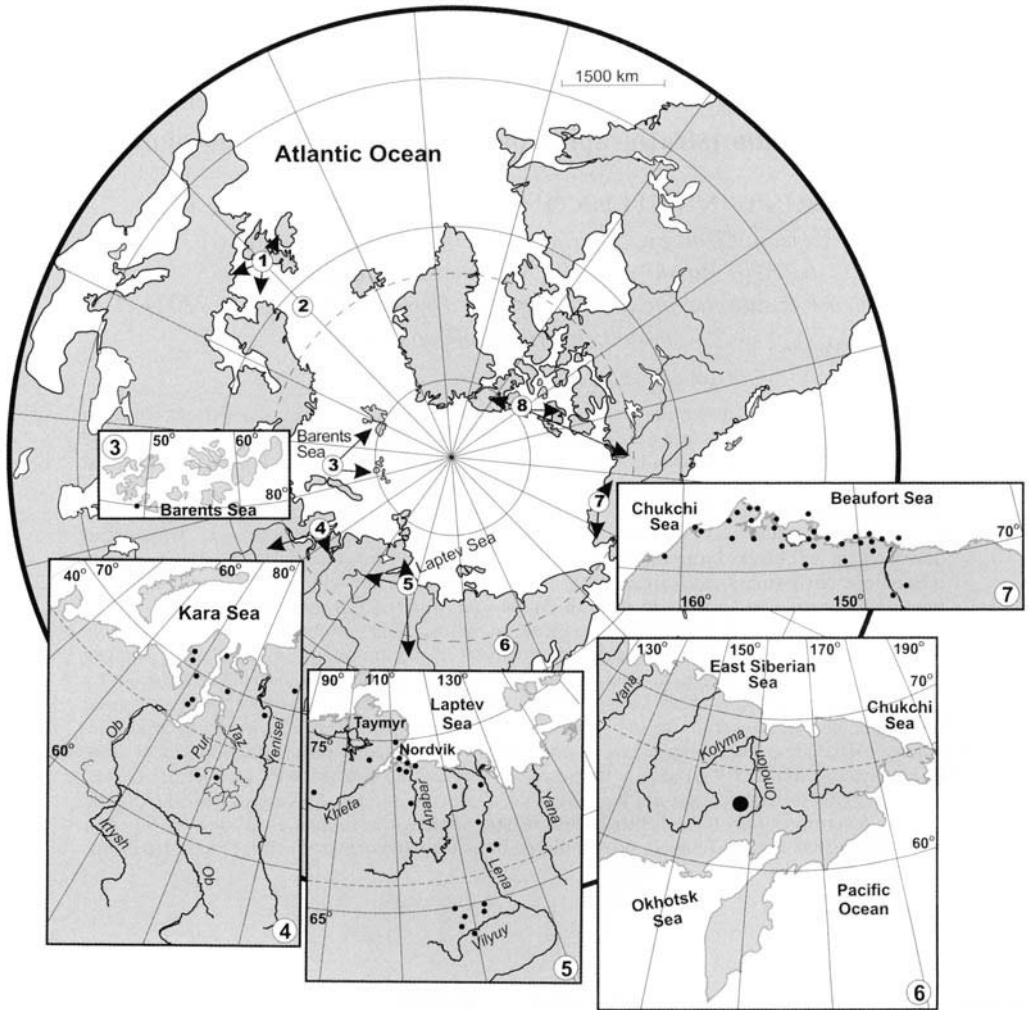 1500 km
Atlantic Ocean
1
2
8
Barents
Sea
3
7
4
Laptev Sea
5
6
3
50°
60°
80°
Barents Sea
Chukchi
Sea
Beaufort Sea
70°
160°
150°
7
40°
70°
60°
80°
Kara Sea
60°
Ob
Pur
Taz
Yenisei
Irtysh
Ob
4
90°
110°
130°
Laptev
Sea
Taymyr
75°
Nordvik
Kheta
Anabar
Yana
Lena
65°
Vilyuy
5
130°
150°
170°
190°
East Siberian
Sea
70°
Yana
Chukchi
Sea
Kolyma
Omolon
60°
Okhotsk
Sea
Pacific
Ocean
6